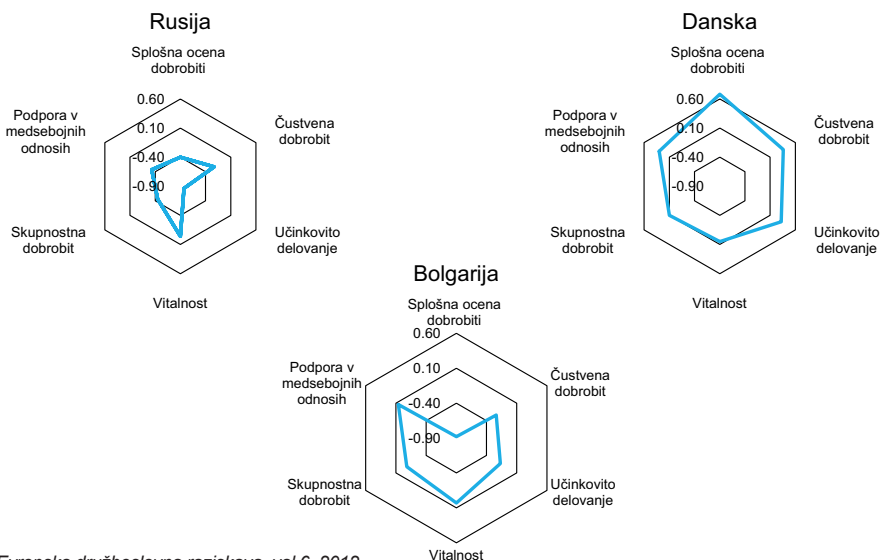 Rusija
Splošna ocena
dobrobiti
0.60
0.10
-0.40
-0.90
Čustvena
dobrobit
Učinkovito
delovanje
Vitalnost
Skupnostna
dobrobit
Podpora v
medsebojnih
odnosih
Danska
Splošna ocena
dobrobiti
0.60
0.10
-0.40
-0.90
Čustvena
dobrobit
Učinkovito
delovanje
Vitalnost
Skupnostna
dobrobit
Podpora v
medsebojnih
odnosih
Bolgarija
Splošna ocena
dobrobiti
0.60
0.10
-0.40
-0.90
Čustvena
dobrobit
Učinkovito
delovanje
Vitalnost
Skupnostna
dobrobit
Podpora v
medsebojnih
odnosih